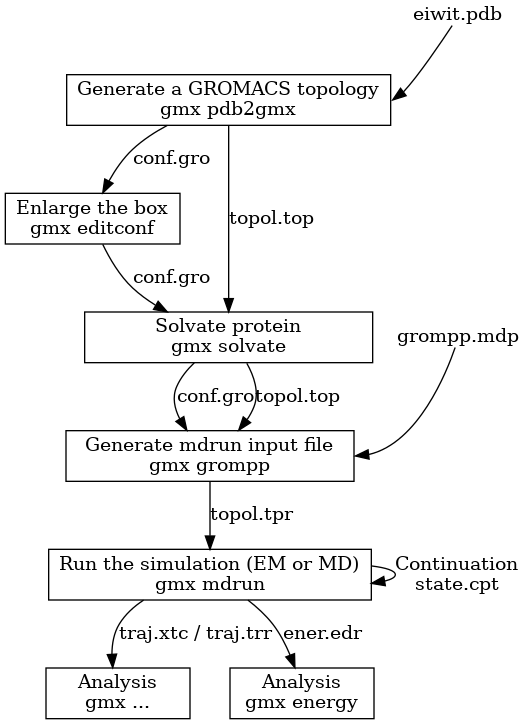 eiwit.pdb
Generate a GROMACS topology
gmx pdb2gmx
conf.gro
Enlarge the box
gmx editconf
topol.top
conf.gro
Solvate protein
gmx solvate
grompp.mdp
conf.gro
topol.top
Generate mdrun input file
gmx grompp
topol.tpr
Run the simulation (EM or MD)
gmx mdrun
Continuation
state.cpt
traj.xtc / traj.trr
ener.edr
Analysis
gmx ...
Analysis
gmx energy